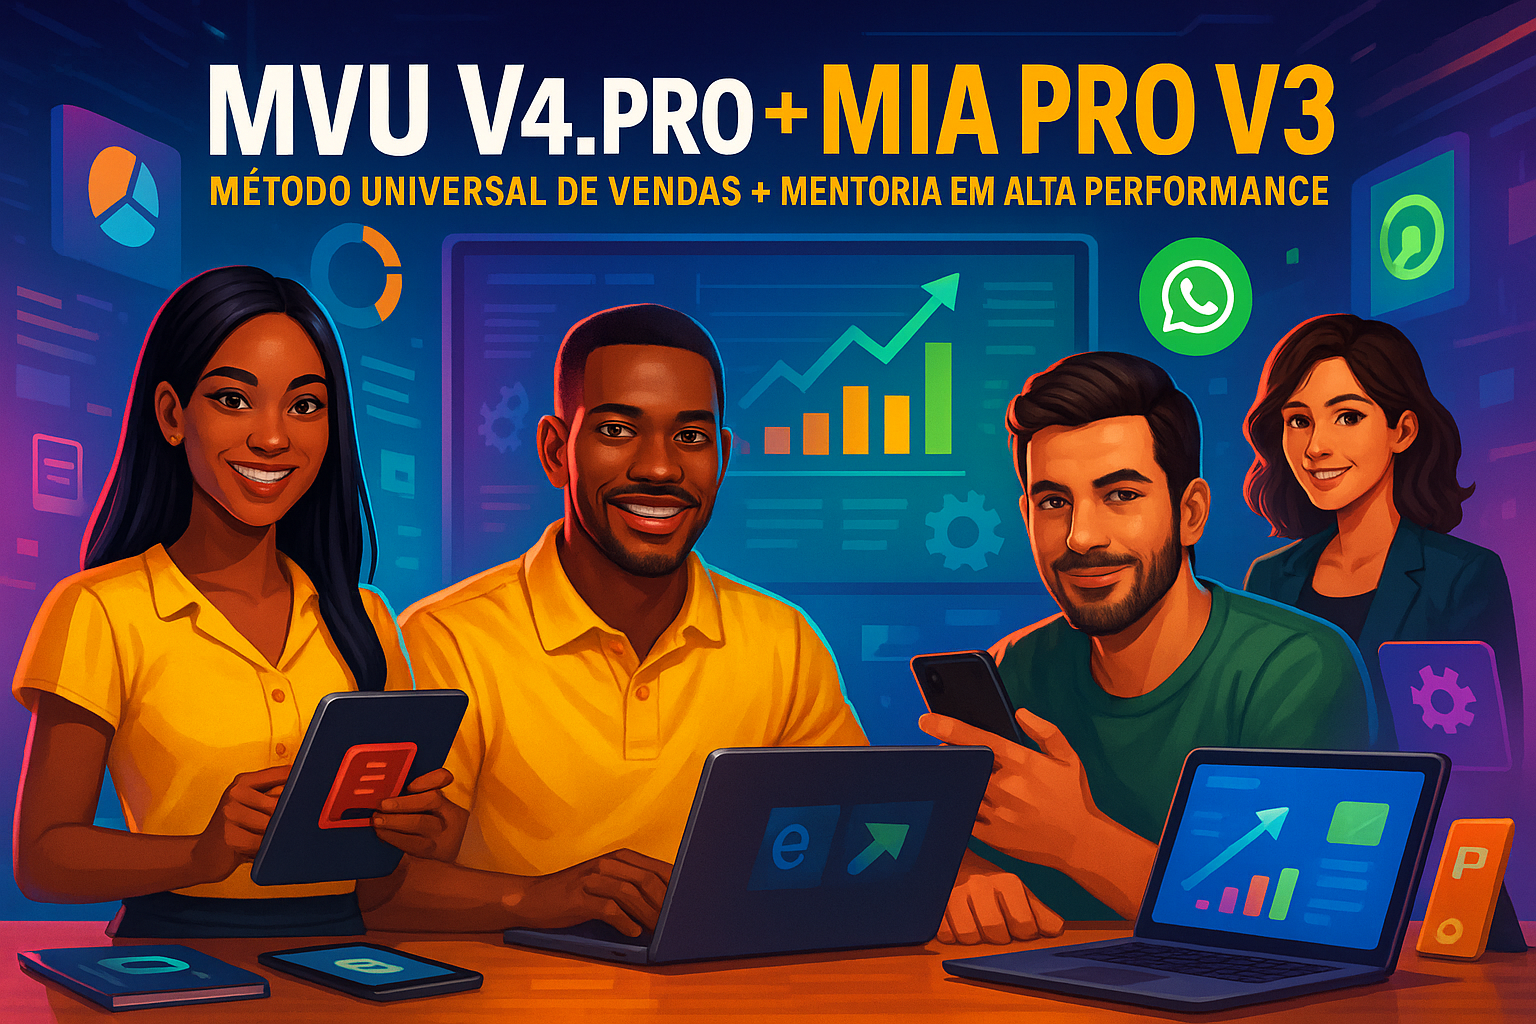 MVU V4.PRO + MIA PRO V3
MÉTODO UNIVERSAL DE VENDAS + MENTORIA EM ALTA PERFORMANCE
e
P